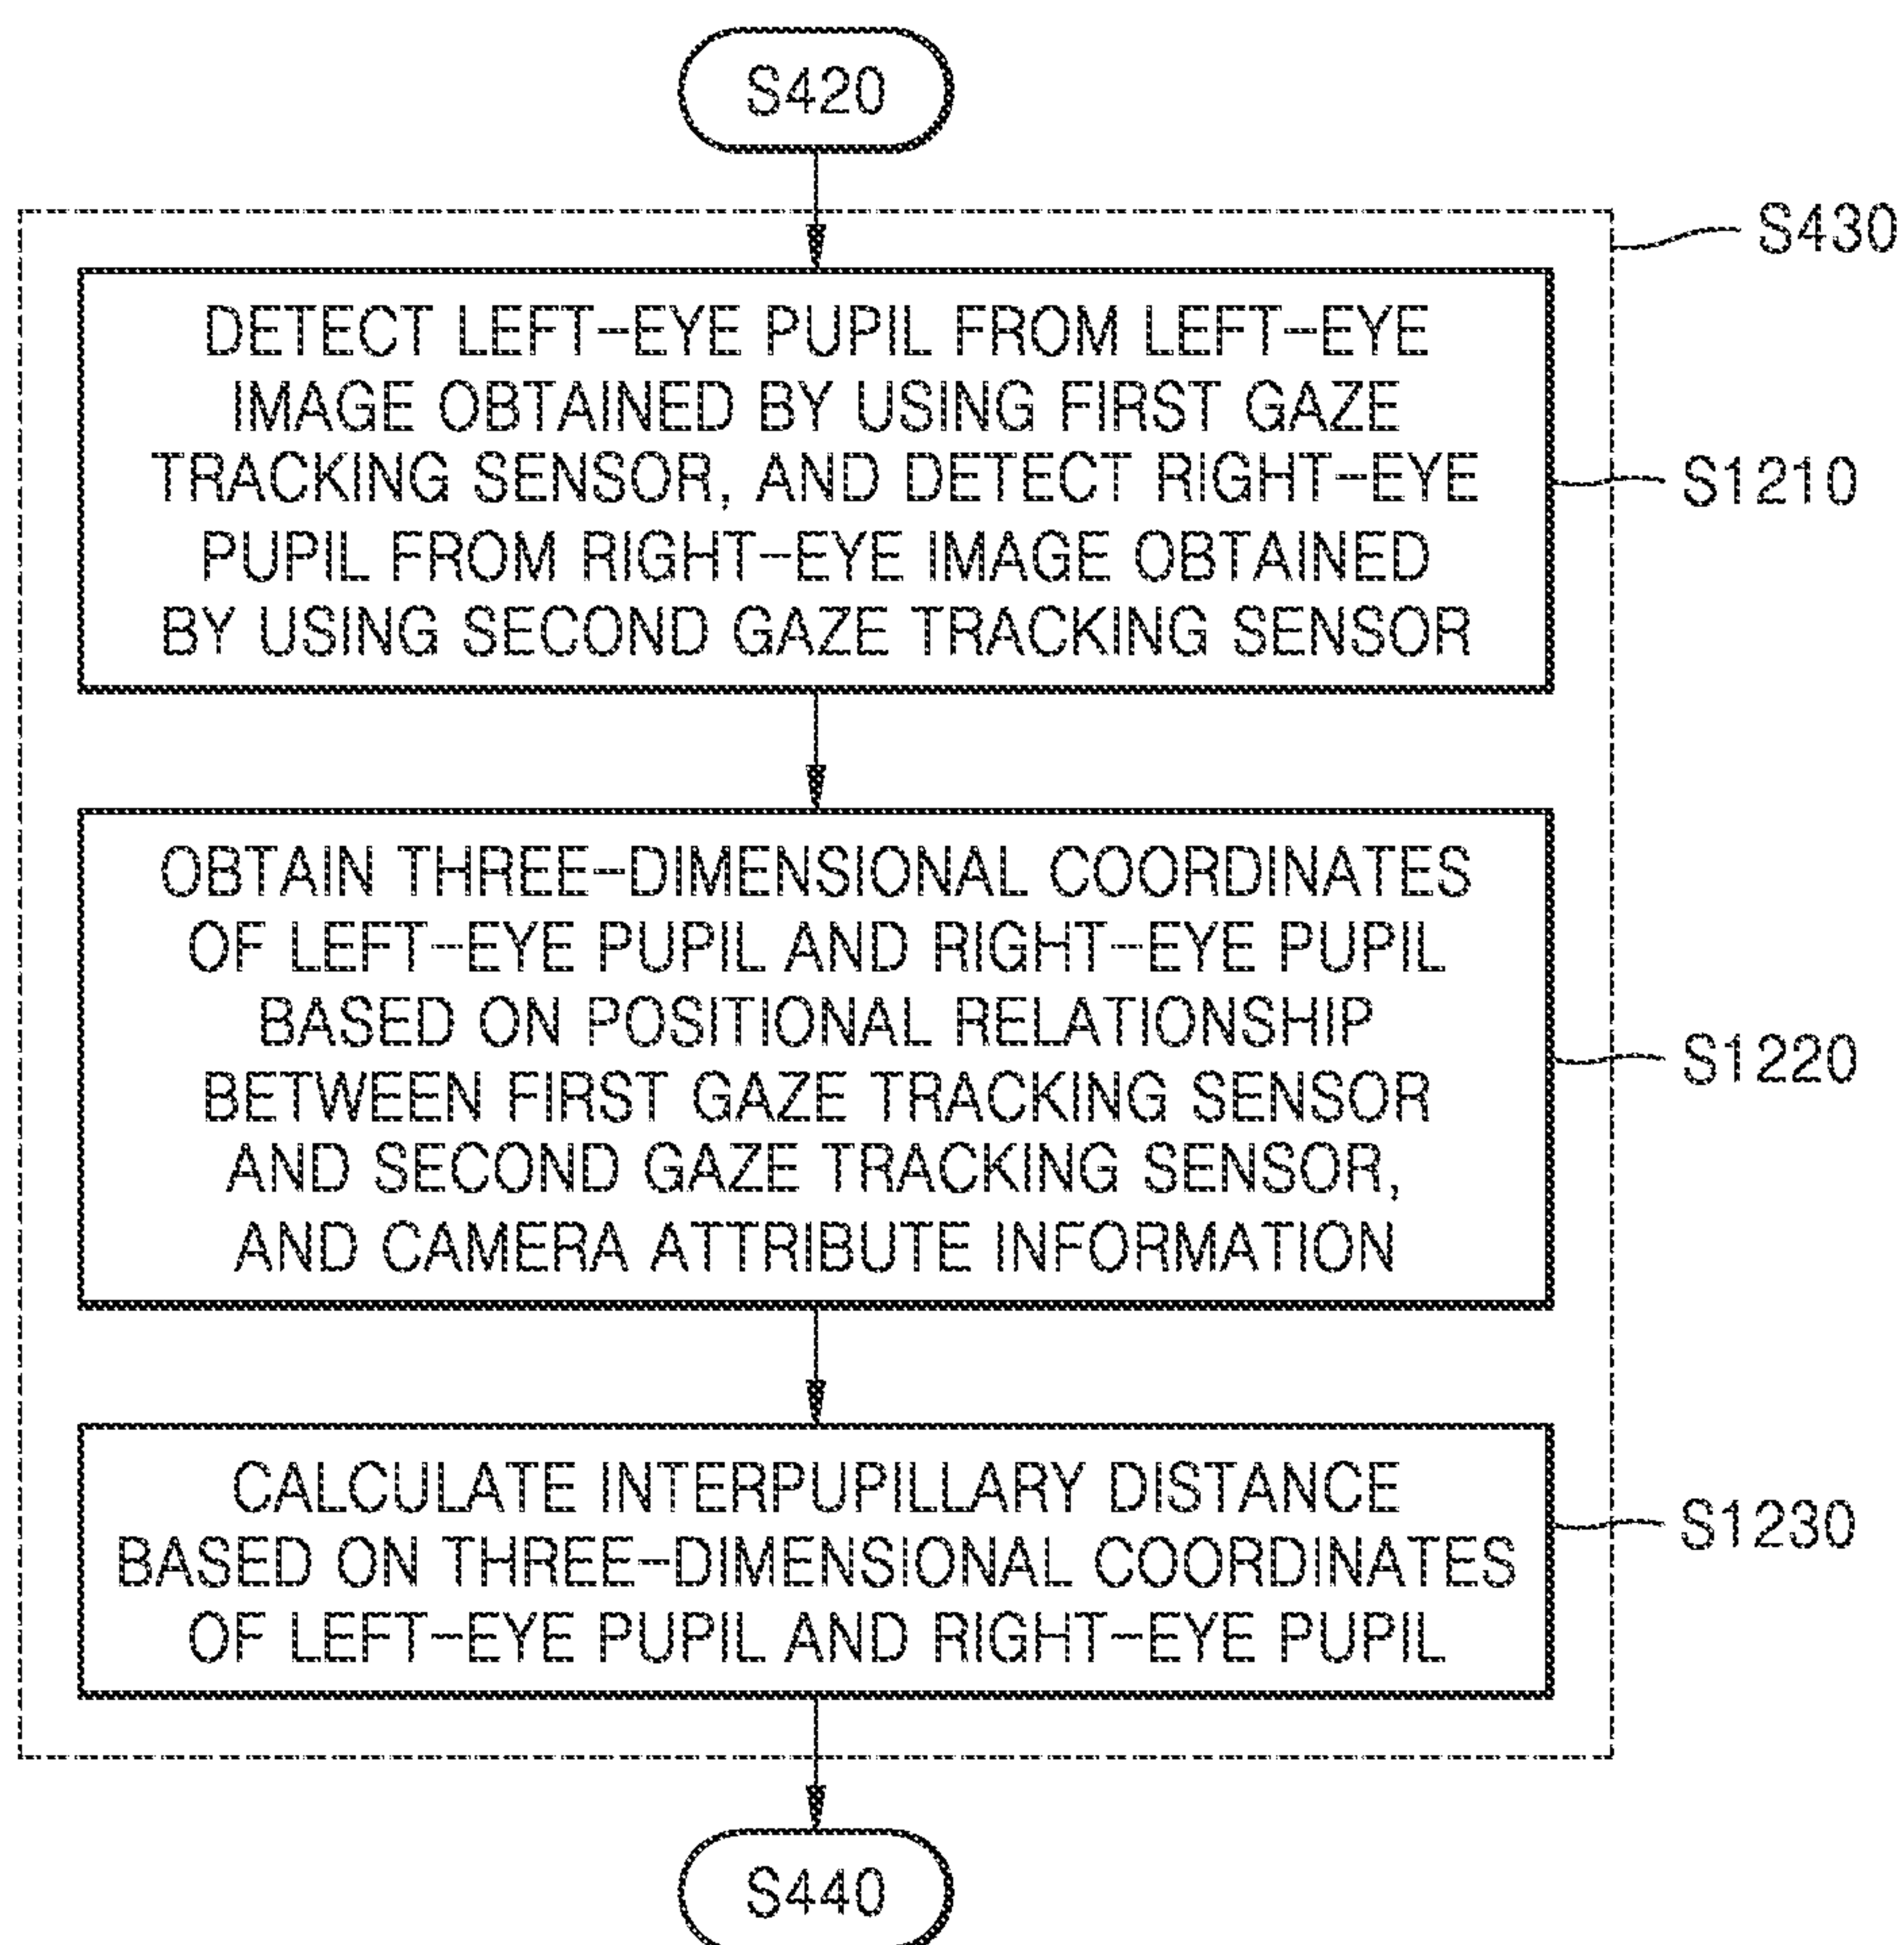 S420
S430
DETECT LEFT-EYE PUPIL FROM LEFT-EYE
IMAGE OBTAINED BY USING FIRST GAZE
TRACKING SENSOR, AND DETECT RIGHT-EYE
PUPIL FROM RIGHT-EYE IMAGE OBTAINED
BY USING SECOND GAZE TRACKING SENSOR
S1210
OBTAIN THREE-DIMENSIONAL COORDINATES
OF LEFT-EYE PUPIL AND RIGHT-EYE PUPIL
BASED ON POSITIONAL RELATIONSHIP
BETWEEN FIRST GAZE TRACKING SENSOR
AND SECOND GAZE TRACKING SENSOR,
AND CAMERA ATTRIBUTE INFORMATION
S1220
CALCULATE INTERPUPILLARY DISTANCE
BASED ON THREE-DIMENSIONAL COORDINATES
OF LEFT-EYE PUPIL AND RIGHT-EYE PUPIL
S1230
S440